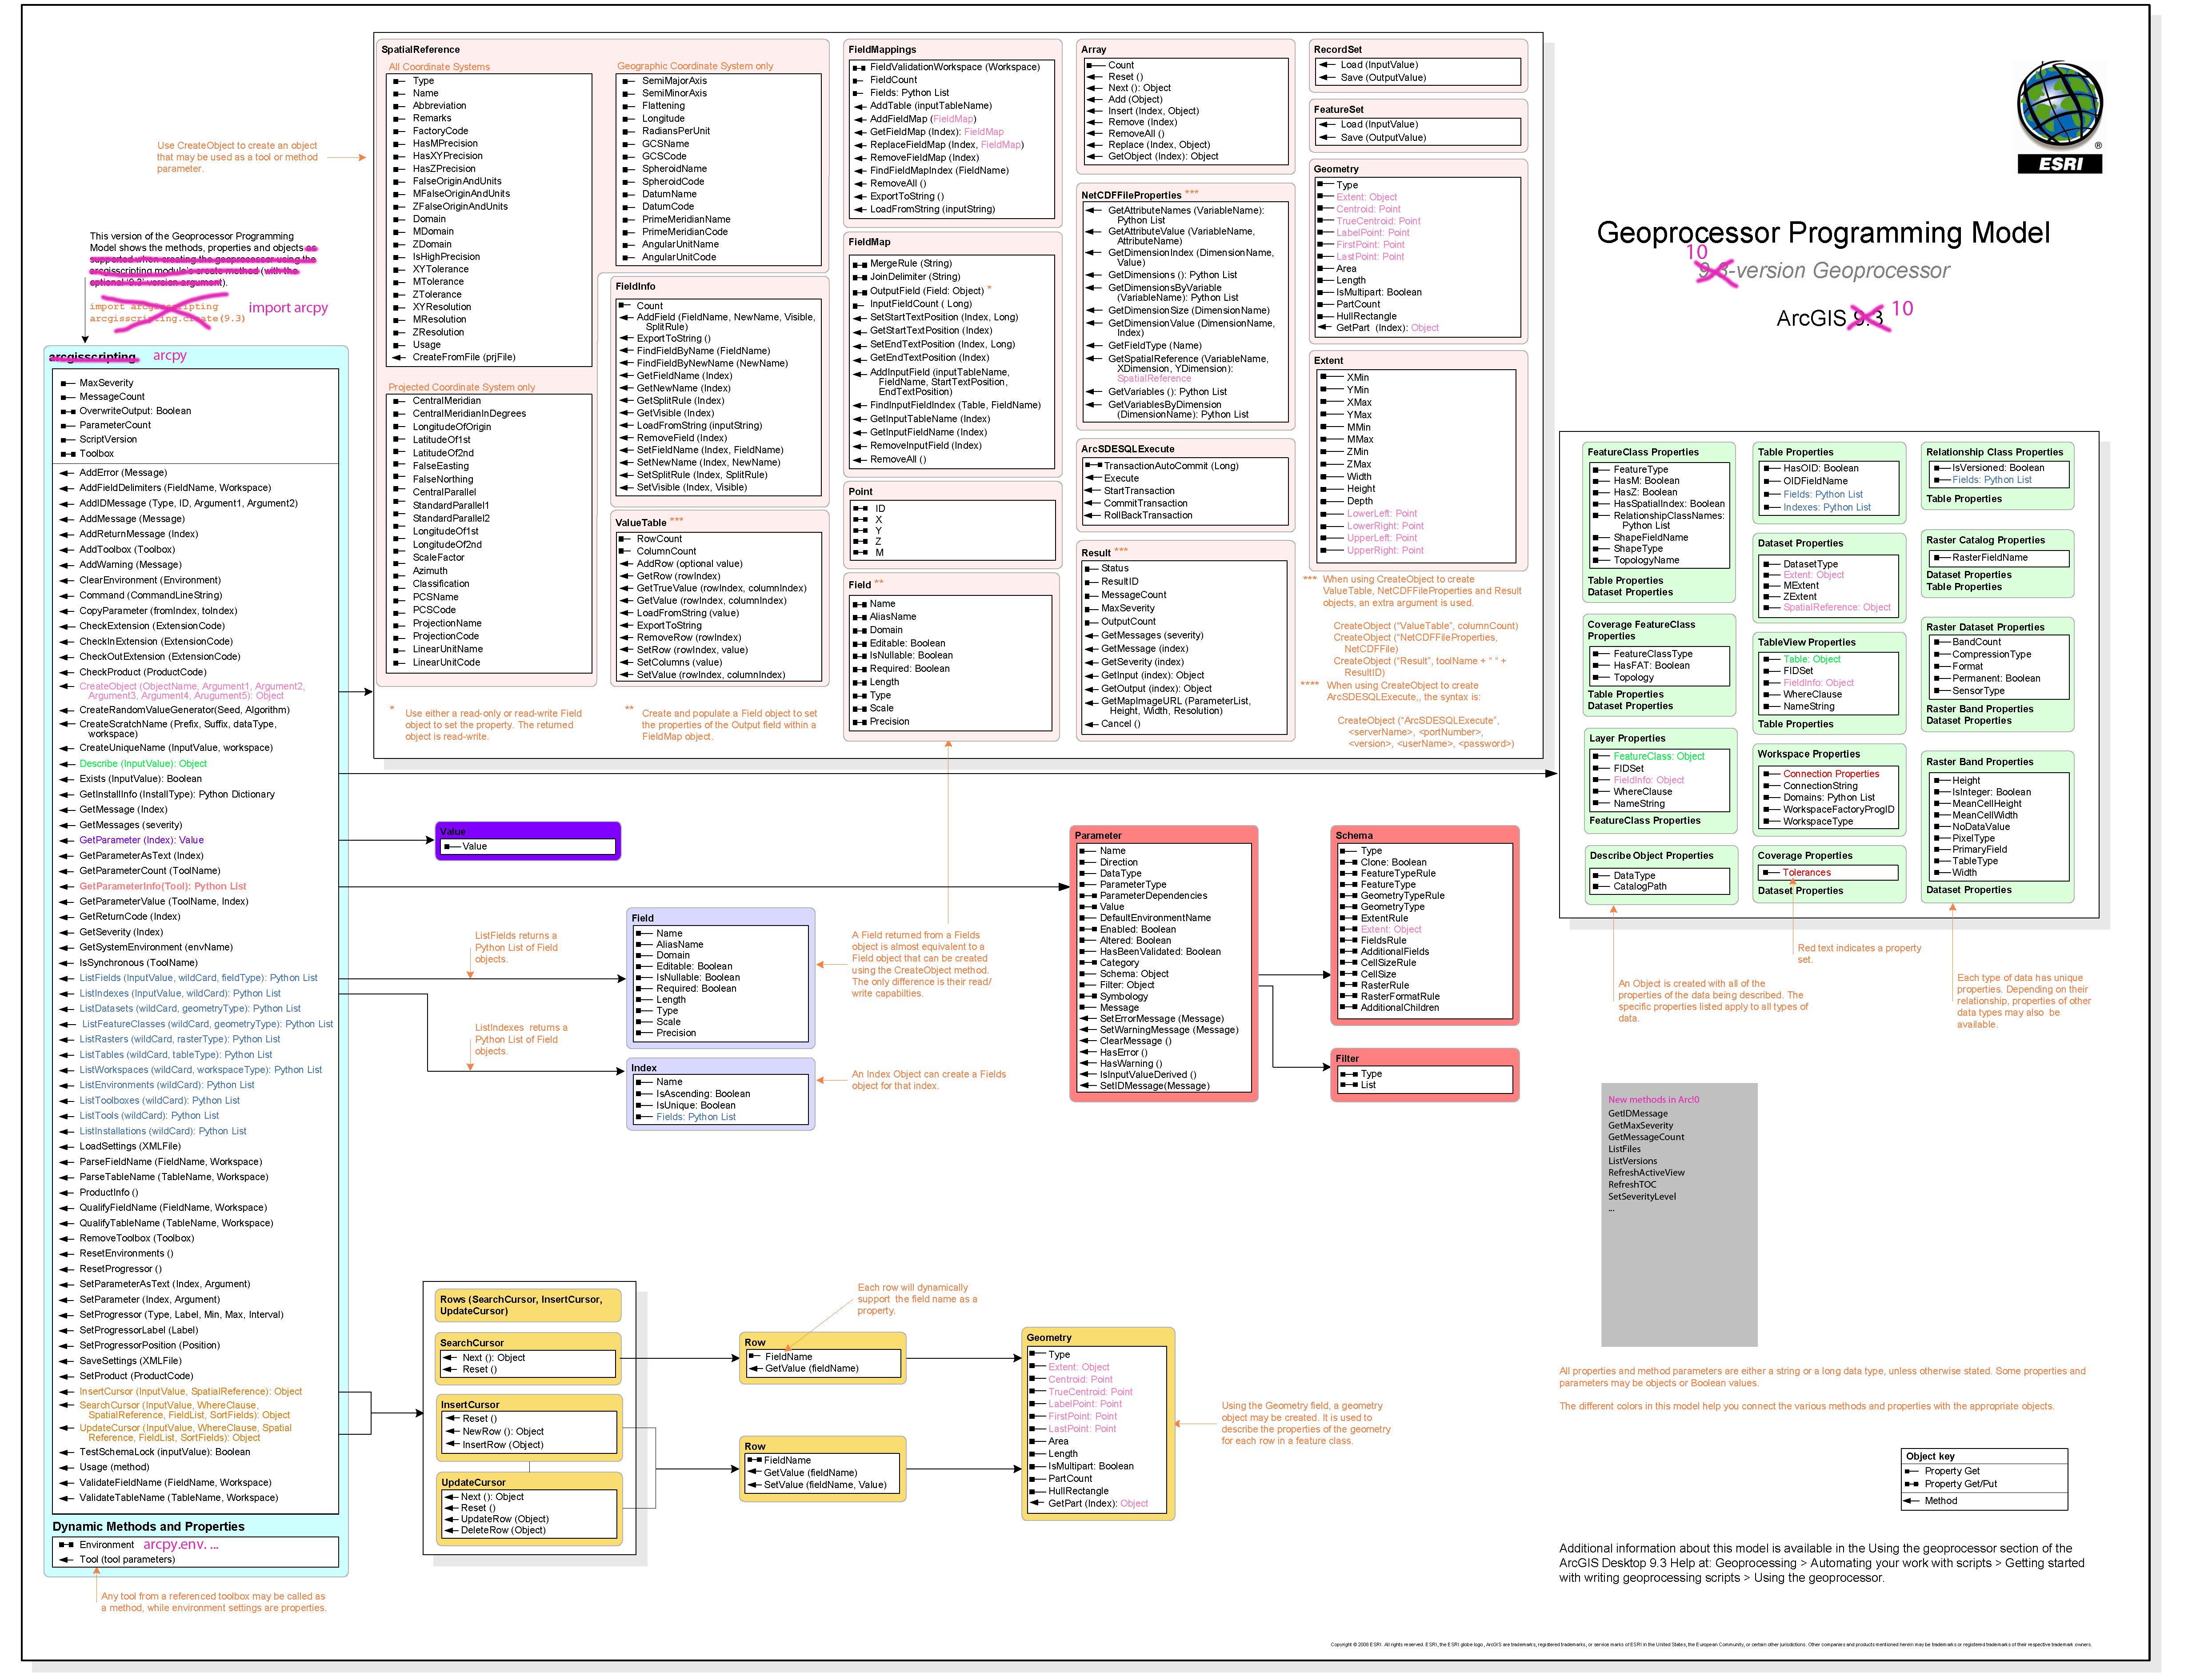 Geoprocessor Programming Model
10
9.3-version Geoprocessor
ArcGIS 9.3 10
ESRI
®
Use CreateObject to create an object
that may be used as a tool or method
parameter.
This version of the Geoprocessor Programming
Model shows the methods, properties and objects as
supported when creating the geoprocessor using the
arcgisscripting module's create method (with the
optional '9.3' version argument).
import arcgisscripting
arcgisscripting.create(9.3)
import arcpy
arcgisscripting arcpy
MaxSeverity
MessageCount
OverwriteOutput: Boolean
ParameterCount
ScriptVersion
Toolbox
AddError (Message)
AddFieldDelimiters (FieldName, Workspace)
AddIDMessage (Type, ID, Argument1, Argument2)
AddMessage (Message)
AddReturnMessage (Index)
AddToolbox (Toolbox)
AddWarning (Message)
ClearEnvironment (Environment)
Command (CommandLineString)
CopyParameter (fromIndex, toIndex)
CheckExtension (ExtensionCode)
CheckInExtension (ExtensionCode)
CheckOutExtension (ExtensionCode)
CheckProduct (ProductCode)
CreateObject (ObjectName, Argument1, Argument2,
Argument3, Argument4, Arugument5): Object
CreateRandomValueGenerator(Seed, Algorithm)
CreateScratchName (Prefix, Suffix, dataType,
workspace)
CreateUniqueName (InputValue, workspace)
Describe (InputValue): Object
Exists (InputValue): Boolean
GetInstallInfo (InstallType): Python Dictionary
GetMessage (Index)
GetMessages (severity)
GetParameter (Index): Value
GetParameterAsText (Index)
GetParameterCount (ToolName)
GetParameterInfo(Tool): Python List
GetParameterValue (ToolName, Index)
GetReturnCode (Index)
GetSeverity (Index)
GetSystemEnvironment (envName)
IsSynchronous (ToolName)
ListFields (InputValue, wildCard, fieldType): Python List
ListIndexes (InputValue, wildCard): Python List
ListDatasets (wildCard, geometryType): Python List
ListFeatureClasses (wildCard, geometryType): Python List
ListRasters (wildCard, rasterType): Python List
ListTables (wildCard, tableType): Python List
ListWorkspaces (wildCard, workspaceType): Python List
ListEnvironments (wildCard): Python List
ListToolboxes (wildCard): Python List
ListTools (wildCard): Python List
ListInstallations (wildCard): Python List
LoadSettings (XMLFile)
ParseFieldName (FieldName, Workspace)
ParseTableName (TableName, Workspace)
ProductInfo ()
QualifyFieldName (FieldName, Workspace)
QualifyTableName (TableName, Workspace)
RemoveToolbox (Toolbox)
ResetEnvironments ()
ResetProgressor ()
SetParameterAsText (Index, Argument)
SetParameter (Index, Argument)
SetProgressor (Type, Label, Min, Max, Interval)
SetProgressorLabel (Label)
SetProgressorPosition (Position)
SaveSettings (XMLFile)
SetProduct (ProductCode)
InsertCursor (InputValue, SpatialReference): Object
SearchCursor (InputValue, WhereClause,
SpatialReference, FieldList, SortFields): Object
UpdateCursor (InputValue, WhereClause, Spatial
Reference, FieldList, SortFields): Object
TestSchemaLock (inputValue): Boolean
Usage (method)
ValidateFieldName (FieldName, Workspace)
ValidateTableName (TableName, Workspace)
Dynamic Methods and Properties
Environment arcpy.env. ...
Tool (tool parameters)
Any tool from a referenced toolbox may be called as
a method, while environment settings are properties.
SpatialReference
All Coordinate Systems
Type
Name
Abbreviation
Remarks
FactoryCode
HasMPrecision
HasXYPrecision
HasZPrecision
FalseOriginAndUnits
MFalseOriginAndUnits
ZFalseOriginAndUnits
Domain
MDomain
ZDomain
IsHighPrecision
XYTolerance
MTolerance
ZTolerance
XYResolution
MResolution
ZResolution
Usage
CreateFromFile (prjFile)
Projected Coordinate System only
CentralMeridian
CentralMeridianInDegrees
LongitudeOfOrigin
LatitudeOf1st
LatitudeOf2nd
FalseEasting
FalseNorthing
CentralParallel
StandardParallel1
StandardParallel2
LongitudeOf1st
LongitudeOf2nd
ScaleFactor
Azimuth
Classification
PCSName
PCSCode
ProjectionName
ProjectionCode
LinearUnitName
LinearUnitCode
Geographic Coordinate System only
SemiMajorAxis
SemiMinorAxis
Flattening
Longitude
RadiansPerUnit
GCSName
GCSCode
SpheroidName
SpheroidCode
DatumName
DatumCode
PrimeMeridianName
PrimeMeridianCode
AngularUnitName
AngularUnitCode
FieldInfo
Count
AddField (FieldName, NewName, Visible,
SplitRule)
ExportToString ()
FindFieldByName (FieldName)
FindFieldByNewName (NewName)
GetFieldName (Index)
GetNewName (Index)
GetSplitRule (Index)
GetVisible (Index)
LoadFromString (inputString)
RemoveField (Index)
SetFieldName (Index, FieldName)
SetNewName (Index, NewName)
SetSplitRule (Index, SplitRule)
SetVisible (Index, Visible)
ValueTable ***
RowCount
ColumnCount
AddRow (optional value)
GetRow (rowIndex)
GetTrueValue (rowIndex, columnIndex)
GetValue (rowIndex, columnIndex)
LoadFromString (value)
ExportToString
RemoveRow (rowIndex)
SetRow (rowIndex, value)
SetColumns (value)
SetValue (rowIndex, columnIndex)
* Use either a read-only or read-write Field
object to set the property. The returned
object is read-write.
** Create and populate a Field object to set
the properties of the Output field within a
FieldMap object.
FieldMappings
FieldValidationWorkspace (Workspace)
FieldCount
Fields: Python List
AddTable (inputTableName)
AddFieldMap (FieldMap)
GetFieldMap (Index): FieldMap
ReplaceFieldMap (Index, FieldMap)
RemoveFieldMap (Index)
FindFieldMapIndex (FieldName)
RemoveAll ()
ExportToString ()
LoadFromString (inputString)
FieldMap
MergeRule (String)
JoinDelimiter (String)
OutputField (Field: Object) *
InputFieldCount ( Long)
SetStartTextPosition (Index, Long)
GetStartTextPosition (Index)
SetEndTextPosition (Index, Long)
GetEndTextPosition (Index)
AddInputField (inputTableName,
FieldName, StartTextPosition,
EndTextPosition)
FindInputFieldIndex (Table, FieldName)
GetInputTableName (Index)
GetInputFieldName (Index)
RemoveInputField (Index)
RemoveAll ()
Point
ID
X
Y
Z
M
Field **
Name
AliasName
Domain
Editable: Boolean
IsNullable: Boolean
Required: Boolean
Length
Type
Scale
Precision
Array
Count
Reset ()
Next (): Object
Add (Object)
Insert (Index, Object)
Remove (Index)
RemoveAll ()
Replace (Index, Object)
GetObject (Index): Object
NetCDFFileProperties ***
GetAttributeNames (VariableName):
Python List
GetAttributeValue (VariableName,
AttributeName)
GetDimensionIndex (DimensionName,
Value)
GetDimensions (): Python List
GetDimensionsByVariable
(VariableName): Python List
GetDimensionSize (DimensionName)
GetDimensionValue (DimensionName,
Index)
GetFieldType (Name)
GetSpatialReference (VariableName,
XDimension, YDimension):
SpatialReference
GetVariables (): Python List
GetVariablesByDimension
(DimensionName): Python List
ArcSDESQLExecute
TransactionAutoCommit (Long)
Execute
StartTransaction
CommitTransaction
RollBackTransaction
Result ***
Status
ResultID
MessageCount
MaxSeverity
OutputCount
GetMessages (severity)
GetMessage (index)
GetSeverity (index)
GetInput (index): Object
GetOutput (index): Object
GetMapImageURL (ParameterList,
Height, Width, Resolution)
Cancel ()
RecordSet
Load (InputValue)
Save (OutputValue)
FeatureSet
Load (InputValue)
Save (OutputValue)
Geometry
Type
Extent: Object
Centroid: Point
TrueCentroid: Point
LabelPoint: Point
FirstPoint: Point
LastPoint: Point
Area
Length
IsMultipart: Boolean
PartCount
HullRectangle
GetPart (Index): Object
Extent
XMin
YMin
XMax
YMax
MMin
MMax
ZMin
ZMax
Width
Height
Depth
LowerLeft: Point
LowerRight: Point
UpperLeft: Point
UpperRight: Point
*** When using CreateObject to create
ValueTable, NetCDFFileProperties and Result
objects, an extra argument is used.
CreateObject (“ValueTable”, columnCount)
CreateObject (“NetCDFFileProperties,
NetCDFFile)
CreateObject (“Result”, toolName + “ ” +
ResultID)
**** When using CreateObject to create
ArcSDESQLExecute,, the syntax is:
CreateObject (“ArcSDESQLExecute”,
<serverName>, <portNumber>,
<version>, <userName>, <password>)
FeatureClass Properties
FeatureType
HasM: Boolean
HasZ: Boolean
HasSpatialIndex: Boolean
RelationshipClassNames:
Python List
ShapeFieldName
ShapeType
TopologyName
Table Properties
Dataset Properties
Coverage FeatureClass
Properties
FeatureClassType
HasFAT: Boolean
Topology
Table Properties
Dataset Properties
Layer Properties
FeatureClass: Object
FIDSet
FieldInfo: Object
WhereClause
NameString
FeatureClass Properties
Describe Object Properties
DataType
CatalogPath
Table Properties
HasOID: Boolean
OIDFieldName
Fields: Python List
Indexes: Python List
Dataset Properties
DatasetType
Extent: Object
MExtent
ZExtent
SpatialReference: Object
TableView Properties
Table: Object
FIDSet
FieldInfo: Object
WhereClause
NameString
Table Properties
Workspace Properties
Connection Properties
ConnectionString
Domains: Python List
WorkspaceFactoryProgID
WorkspaceType
Coverage Properties
Tolerances
Dataset Properties
Relationship Class Properties
IsVersioned: Boolean
Fields: Python List
Table Properties
Raster Catalog Properties
RasterFieldName
Dataset Properties
Table Properties
Raster Dataset Properties
BandCount
CompressionType
Format
Permanent: Boolean
SensorType
Raster Band Properties
Dataset Properties
Raster Band Properties
Height
IsInteger: Boolean
MeanCellHeight
MeanCellWidth
NoDataValue
PixelType
PrimaryField
TableType
Width
Dataset Properties
An Object is created with all of the
properties of the data being described. The
specific properties listed apply to all types of
data.
Red text indicates a property
set.
Each type of data has unique
properties. Depending on their
relationship, properties of other
data types may also be
available.
Value
Value
ListFields returns a
Python List of Field
objects.
ListIndexes returns a
Python List of Field
objects.
Field
Name
AliasName
Domain
Editable: Boolean
IsNullable: Boolean
Required: Boolean
Length
Type
Scale
Precision
Index
Name
IsAscending: Boolean
IsUnique: Boolean
Fields: Python List
A Field returned from a Fields
object is almost equivalent to a
Field object that can be created
using the CreateObject method.
The only difference is their read/
write capabilties.
An Index Object can create a Fields
object for that index.
Parameter
Name
Direction
DataType
ParameterType
ParameterDependencies
Value
DefaultEnvironmentName
Enabled: Boolean
Altered: Boolean
HasBeenValidated: Boolean
Category
Schema: Object
Filter: Object
Symbology
Message
SetErrorMessage (Message)
SetWarningMessage (Message)
ClearMessage ()
HasError ()
HasWarning ()
IsInputValueDerived ()
SetIDMessage(Message)
Schema
Type
Clone: Boolean
FeatureTypeRule
FeatureType
GeometryTypeRule
GeometryType
ExtentRule
Extent: Object
FieldsRule
AdditionalFields
CellSizeRule
CellSize
RasterRule
RasterFormatRule
AdditionalChildren
Filter
Type
List
New methods in Arc!0
GetIDMessage
GetMaxSeverity
GetMessageCount
ListFiles
ListVersions
RefreshActiveView
RefreshTOC
SetSeverityLevel
...
Rows (SearchCursor, InsertCursor,
UpdateCursor)
SearchCursor
Next (): Object
Reset ()
InsertCursor
Reset ()
NewRow (): Object
InsertRow (Object)
UpdateCursor
Next (): Object
Reset ()
UpdateRow (Object)
DeleteRow (Object)
Each row will dynamically
support the field name as a
property.
Row
FieldName
GetValue (fieldName)
Row
FieldName
GetValue (fieldName)
SetValue (fieldName, Value)
Geometry
Type
Extent: Object
Centroid: Point
TrueCentroid: Point
LabelPoint: Point
FirstPoint: Point
LastPoint: Point
Area
Length
IsMultipart: Boolean
PartCount
HullRectangle
GetPart (Index): Object
Using the Geometry field, a geometry
object may be created. It is used to
describe the properties of the geometry
for each row in a feature class.
All properties and method parameters are either a string or a long data type, unless otherwise stated. Some properties and
parameters may be objects or Boolean values.
The different colors in this model help you connect the various methods and properties with the appropriate objects.
Object key
Property Get
Property Get/Put
Method
Additional information about this model is available in the Using the geoprocessor section of the
ArcGIS Desktop 9.3 Help at: Geoprocessing > Automating your work with scripts > Getting started
with writing geoprocessing scripts > Using the geoprocessor.
Copyright © 2008 ESRI. All rights reserved. ESRI, the ESRI globe logo, ArcGIS are trademarks, registered trademarks, or service marks of ESRI in the United States, the European Community, or certain other jurisdictions. Other companies and products mentioned herein may be trademarks or registered trademarks of their respective trademark owners.